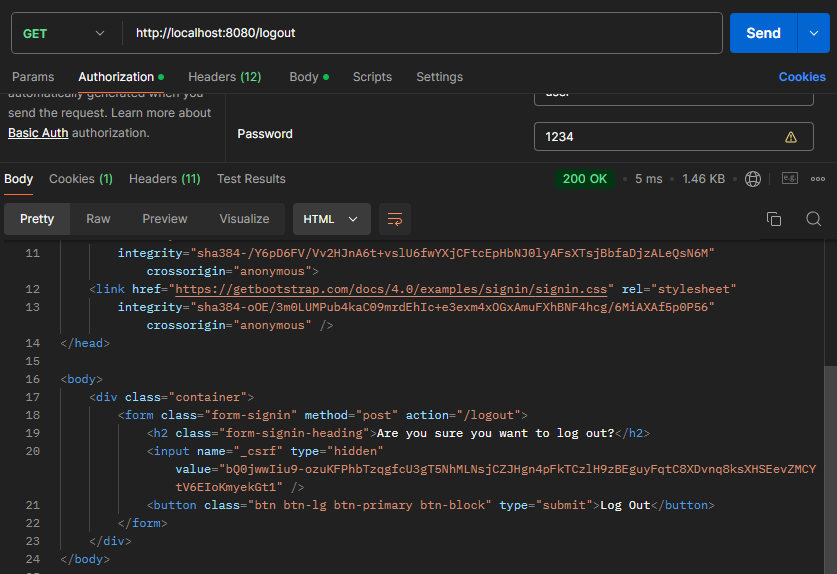 GET http://localhost:8080/logout Send
Params Authorization Headers (12) Body Scripts Settings Cookies
automatically generated when you
send the request. Learn more about
Basic Auth authorization.
user
Password 1234
Body Cookies (1) Headers (11) Test Results 200 OK 5 ms 1.46 KB
Pretty Raw Preview Visualize HTML
11 integrity="sha384-/Y6pD6FV/Vv2HJnA6t+vslU6fwYXjCFtcEpHbNJ0lyAFsXTsjBbfaDjzALeQsN6M"
crossorigin="anonymous">
12 <link href="https://getbootstrap.com/docs/4.0/examples/signin/signin.css" rel="stylesheet"
13 integrity="sha384-oOE/3m0LUMPub4kaC09mrdEhIc+e3exm4xOGxAmuFXhBNF4hcg/6MiAXAf5p0P56"
crossorigin="anonymous" />
14 </head>
15
16 <body>
17 <div class="container">
18 <form class="form-signin" method="post" action="/logout">
19 <h2 class="form-signin-heading">Are you sure you want to log out?</h2>
20 <input name="_csrf" type="hidden"
value="bQ0jwwIiu9-ozuKFPhbTzqgfcU3gT5NhMLNsjCZJHgn4pFkTCzlH9zBEguyFqtC8XDvnq8ksXHSEevZMCY
tV6EIoKmyekGt1" />
21 <button class="btn btn-lg btn-primary btn-block" type="submit">Log Out</button>
22 </form>
23 </div>
24 </body>